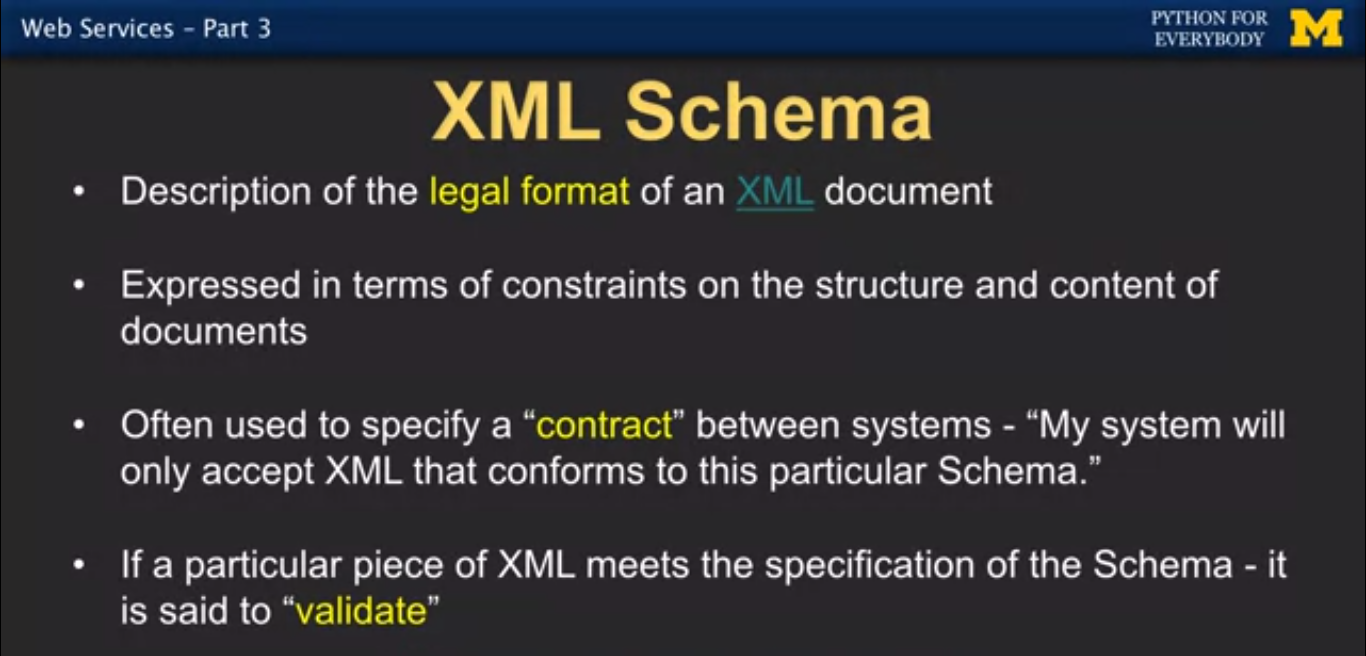 Web Services – Part 3
PYTHON FOR
EVERYBODY
M
XML Schema
• Description of the legal format of an XML document
• Expressed in terms of constraints on the structure and content of
documents
• Often used to specify a “contract” between systems - “My system will
only accept XML that conforms to this particular Schema.”
• If a particular piece of XML meets the specification of the Schema - it
is said to “validate”